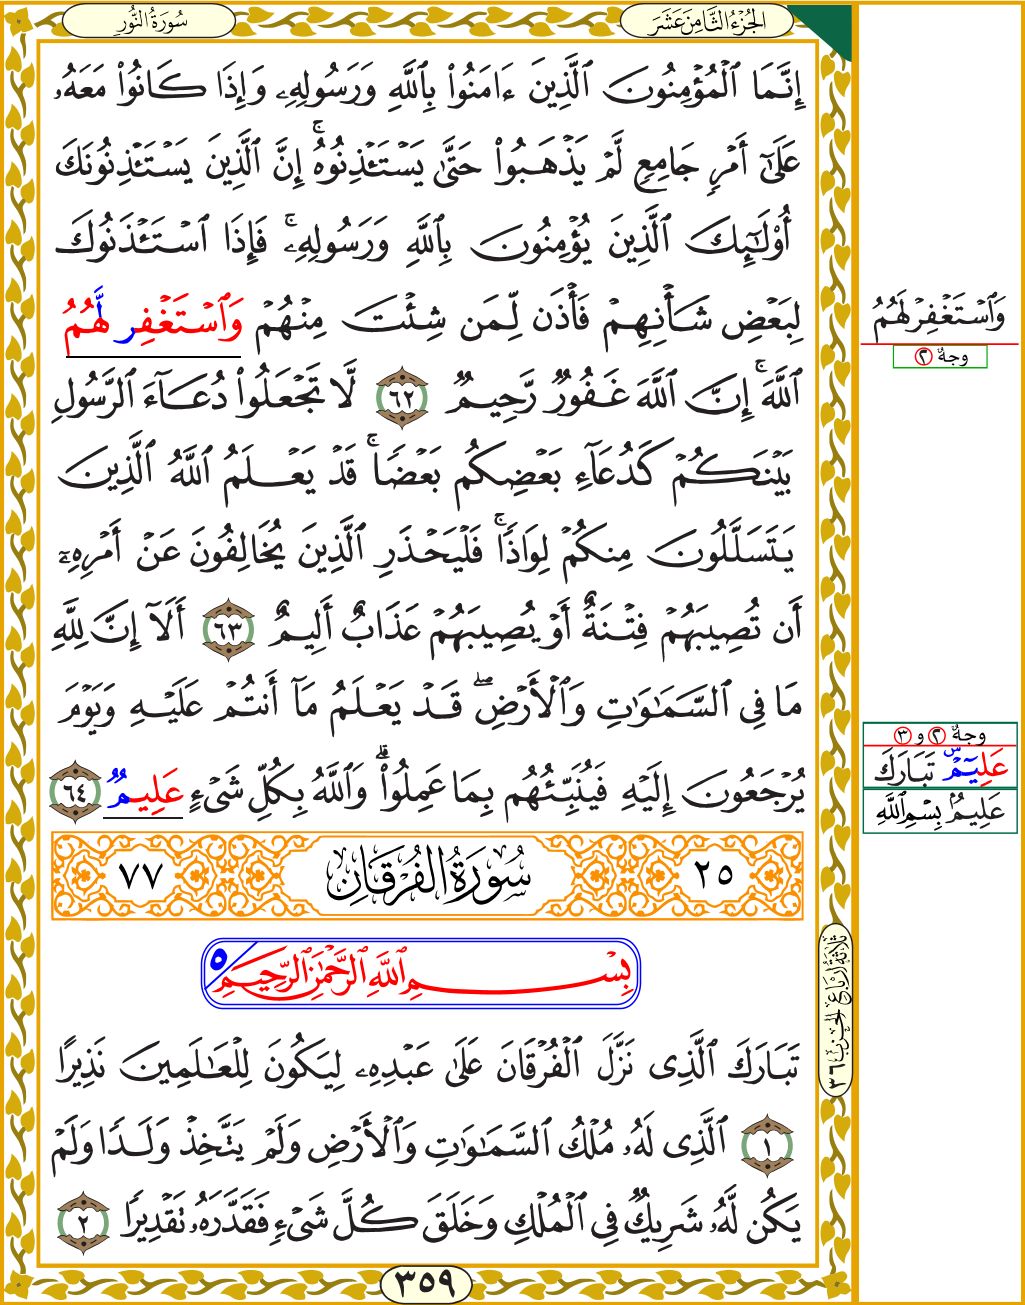 الجُزْءُ الثَّامِنَ عَشَرَ
سُورَةُ النُّورِ
إِنَّمَا ٱلْمُؤْمِنُونَ ٱلَّذِينَ ءَامَنُوا۟ بِٱللَّهِ وَرَسُولِهِۦ وَإِذَا كَانُوا۟ مَعَهُۥ
عَلَىٰٓ أَمْرٍ جَامِعٍ لَّمْ يَذْهَبُوا۟ حَتَّىٰ يَسْتَـْٔذِنُوهُ ۚ إِنَّ ٱلَّذِينَ يَسْتَـْٔذِنُونَكَ
أُو۟لَـٰٓئِكَ ٱلَّذِينَ يُؤْمِنُونَ بِٱللَّهِ وَرَسُولِهِۦ ۚ فَإِذَا ٱسْتَـْٔذَنُوكَ
لِبَعْضِ شَأْنِهِمْ فَأْذَن لِّمَن شِئْتَ مِنْهُمْ وَٱسْتَغْفِر لَّهُمُ
ٱللَّهَ ۚ إِنَّ ٱللَّهَ غَفُورٌ رَّحِيمٌ ٦٢ لَّا تَجْعَلُوا۟ دُعَآءَ ٱلرَّسُولِ
بَيْنَكُمْ كَدُعَآءِ بَعْضِكُم بَعْضًا ۚ قَدْ يَعْلَمُ ٱللَّهُ ٱلَّذِينَ
يَتَسَلَّلُونَ مِنكُمْ لِوَاذًا ۚ فَلْيَحْذَرِ ٱلَّذِينَ يُخَالِفُونَ عَنْ أَمْرِهِۦٓ
أَن تُصِيبَهُمْ فِتْنَةٌ أَوْ يُصِيبَهُمْ عَذَابٌ أَلِيمٌ ٦٣ أَلَآ إِنَّ لِلَّهِ
مَا فِى ٱلسَّمَـٰوَٰتِ وَٱلْأَرْضِ ۖ قَدْ يَعْلَمُ مَآ أَنتُمْ عَلَيْهِ وَيَوْمَ
يُرْجَعُونَ إِلَيْهِ فَيُنَبِّئُهُم بِمَا عَمِلُوا۟ ۗ وَٱللَّهُ بِكُلِّ شَىْءٍ عَلِيمٌۢ ٦٤
٢٥ سُورَةُ الفُرْقَانِ ٧٧
بِسْمِ ٱللَّهِ ٱلرَّحْمَـٰنِ ٱلرَّحِيمِ ٥
تَبَارَكَ ٱلَّذِى نَزَّلَ ٱلْفُرْقَانَ عَلَىٰ عَبْدِهِۦ لِيَكُونَ لِلْعَـٰلَمِينَ نَذِيرًا
١ ٱلَّذِى لَهُۥ مُلْكُ ٱلسَّمَـٰوَٰتِ وَٱلْأَرْضِ وَلَمْ يَتَّخِذْ وَلَدًا وَلَمْ
يَكُن لَّهُۥ شَرِيكٌ فِى ٱلْمُلْكِ وَخَلَقَ كُلَّ شَىْءٍ فَقَدَّرَهُۥ تَقْدِيرًا ٢
٣٥٩
وَٱسْتَغْفِرْ لَهُمُ
وجهٌ ٢
وجهٌ ٢ و ٣
عَلِيمٌ س تَبَارَكَ
عَلِيمٌۢ بِسْمِ ٱللَّهِ
ثلاثة أرباع الحزب ٣٦